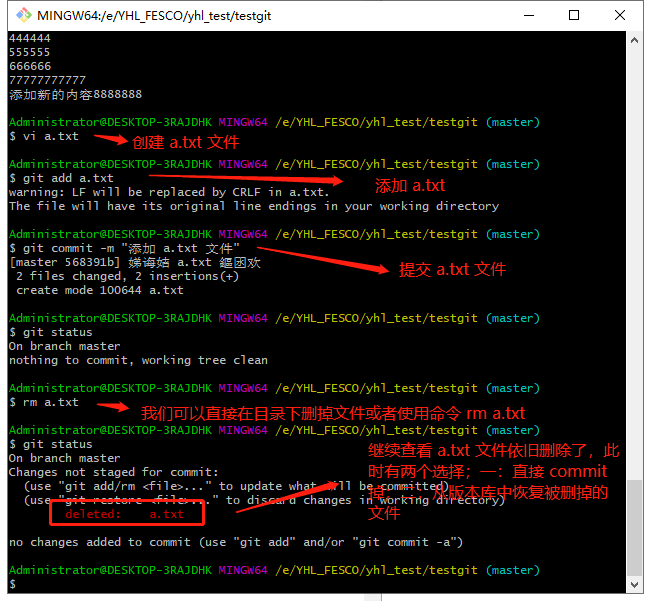 MINGW64:/e/YHL_FESCO/yhl_test/testgit
444444
555555
666666
77777777777
添加新的内容8888888
Administrator@DESKTOP-3RAJDHK MINGW64 /e/YHL_FESCO/yhl_test/testgit (master)
$ vi a.txt
创建 a.txt 文件
Administrator@DESKTOP-3RAJDHK MINGW64 /e/YHL_FESCO/yhl_test/testgit (master)
$ git add a.txt
添加 a.txt
warning: LF will be replaced by CRLF in a.txt.
The file will have its original line endings in your working directory
Administrator@DESKTOP-3RAJDHK MINGW64 /e/YHL_FESCO/yhl_test/testgit (master)
$ git commit -m "添加 a.txt 文件"
[master 568391b] 娣诲姞 a.txt 鏂囦欢
提交 a.txt 文件
 2 files changed, 2 insertions(+)
 create mode 100644 a.txt
Administrator@DESKTOP-3RAJDHK MINGW64 /e/YHL_FESCO/yhl_test/testgit (master)
$ git status
On branch master
nothing to commit, working tree clean
Administrator@DESKTOP-3RAJDHK MINGW64 /e/YHL_FESCO/yhl_test/testgit (master)
$ rm a.txt
我们可以直接在目录下删掉文件或者使用命令 rm a.txt
Administrator@DESKTOP-3RAJDHK MINGW64 /e/YHL_FESCO/yhl_test/testgit (master)
$ git status
On branch master
Changes not staged for commit:
  (use "git add/rm <file>..." to update what will be committed)
  (use "git restore <file>..." to discard changes in working directory)
        deleted:    a.txt
继续查看 a.txt 文件依旧删除了，此
时有两个选择；一：直接 commit
掉；二：从版本库中恢复被删掉的
文件
no changes added to commit (use "git add" and/or "git commit -a")
Administrator@DESKTOP-3RAJDHK MINGW64 /e/YHL_FESCO/yhl_test/testgit (master)
$